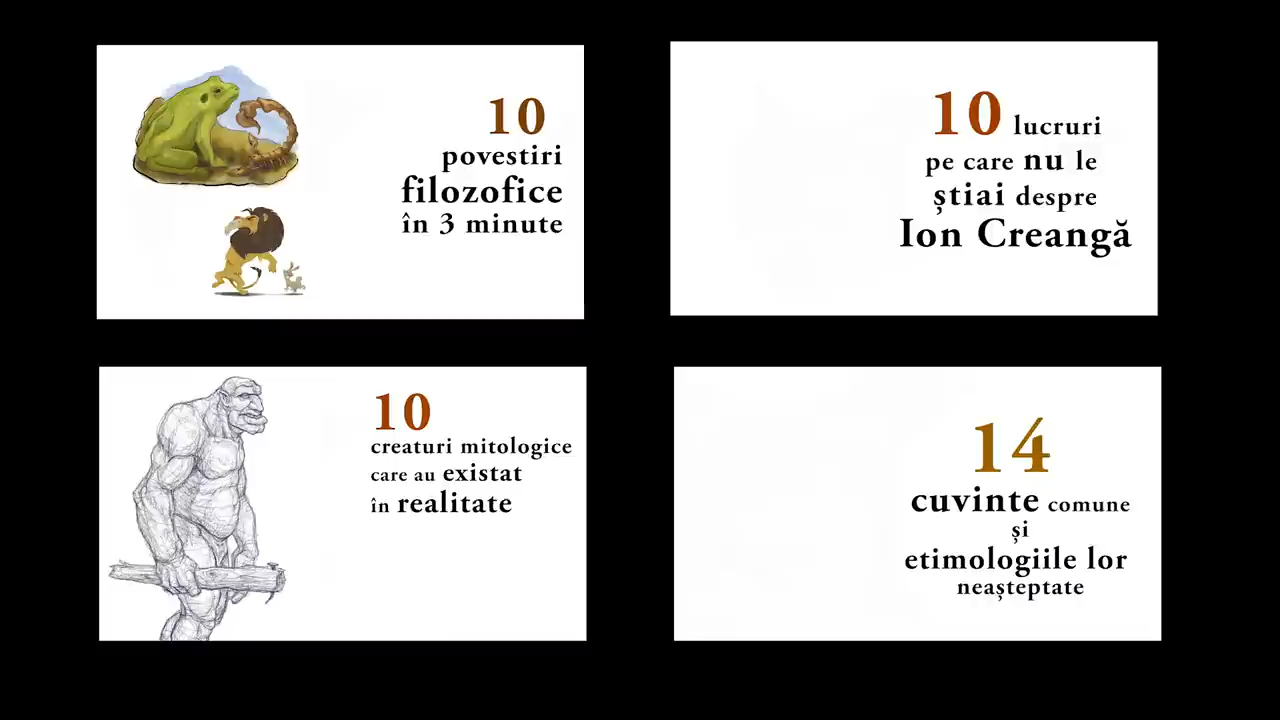 10
povestiri
filozofice
în 3 minute
10 lucruri
pe care nu le
știai despre
Ion Creangă
10
creaturi mitologice
care au existat
în realitate
14
cuvinte comune
și
etimologiile lor
neașteptate